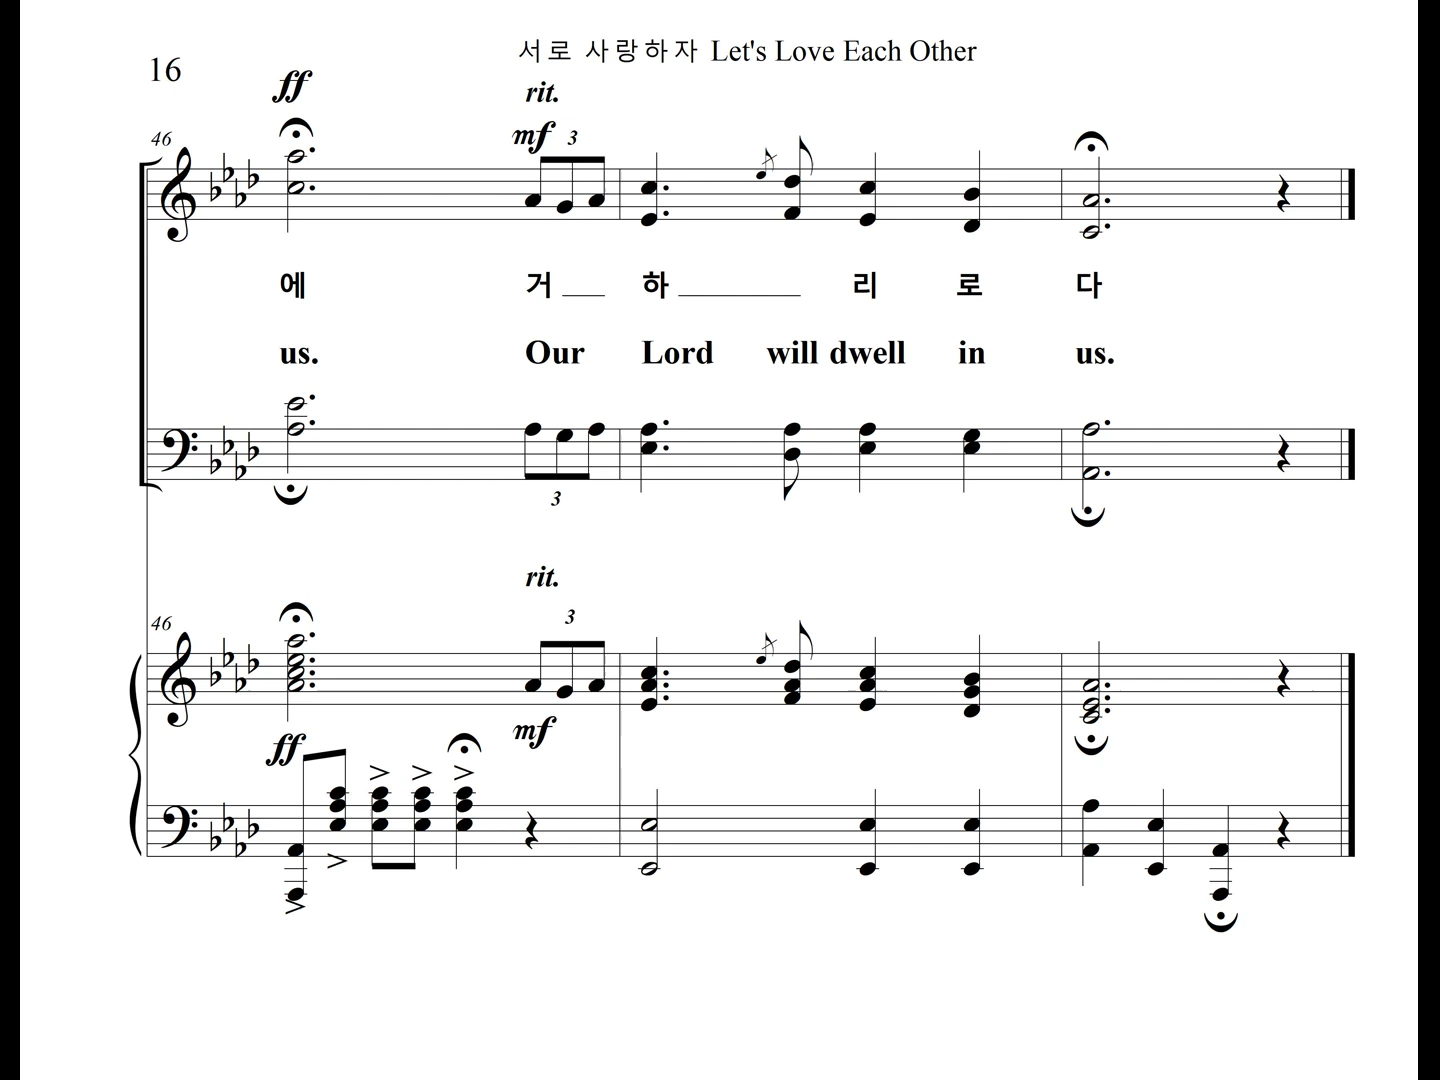 서로 사랑하자 Let's Love Each Other
16
ff
rit.
mf 3
46
에 거 하 리 로 다
us. Our Lord will dwell in us.
3
rit.
3
46
ff
mf